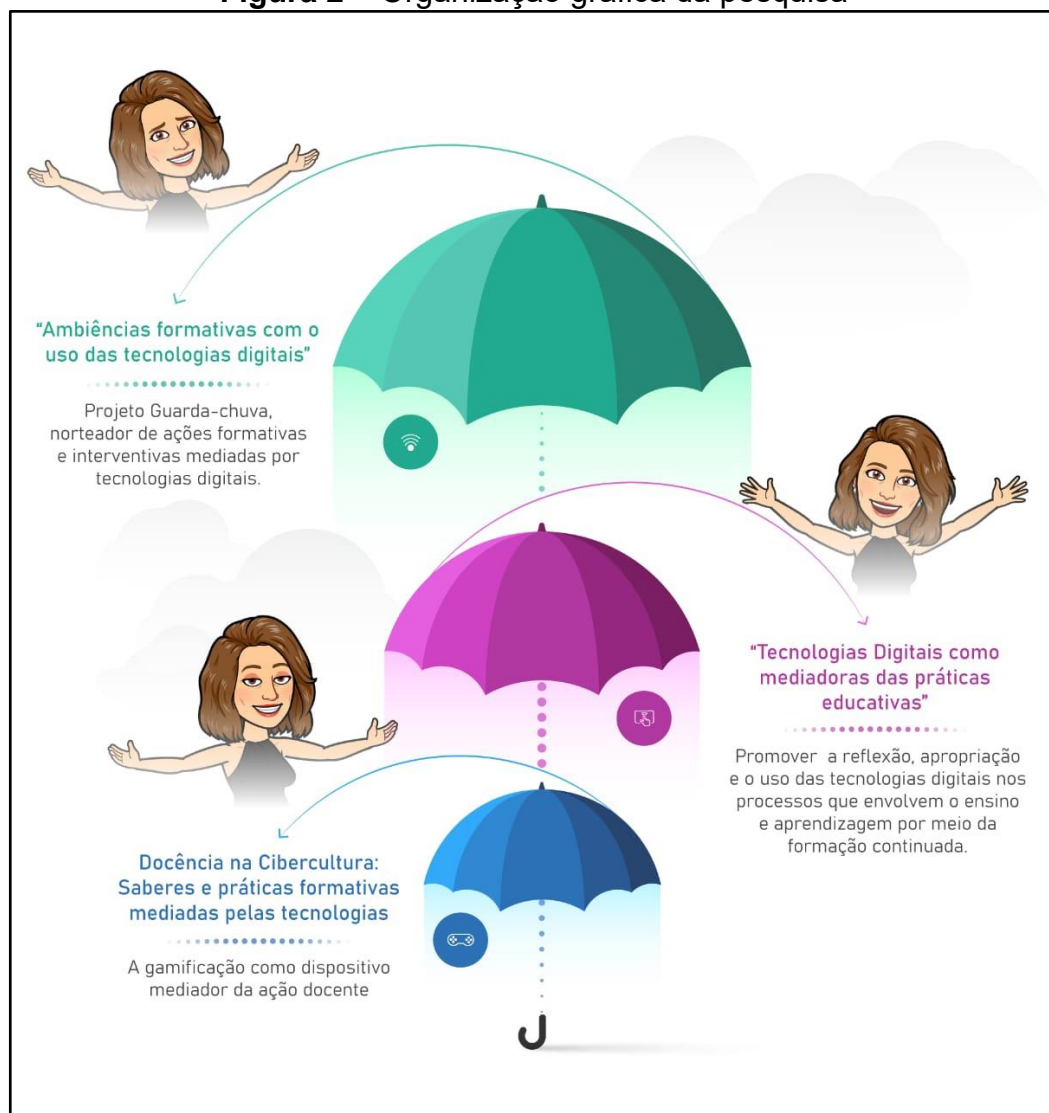 Figura 2 – Organização gráfica da pesquisa
"Ambiências formativas com o
uso das tecnologias digitais"
Projeto Guarda-chuva,
norteador de ações formativas
e interventivas mediadas por
tecnologias digitais.
"Tecnologias Digitais como
mediadoras das práticas
educativas"
Promover a reflexão, apropriação
e o uso das tecnologias digitais nos
processos que envolvem o ensino
e aprendizagem por meio da
formação continuada.
Docência na Cibercultura:
Saberes e práticas formativas
mediadas pelas tecnologias
A gamificação como dispositivo
mediador da ação docente